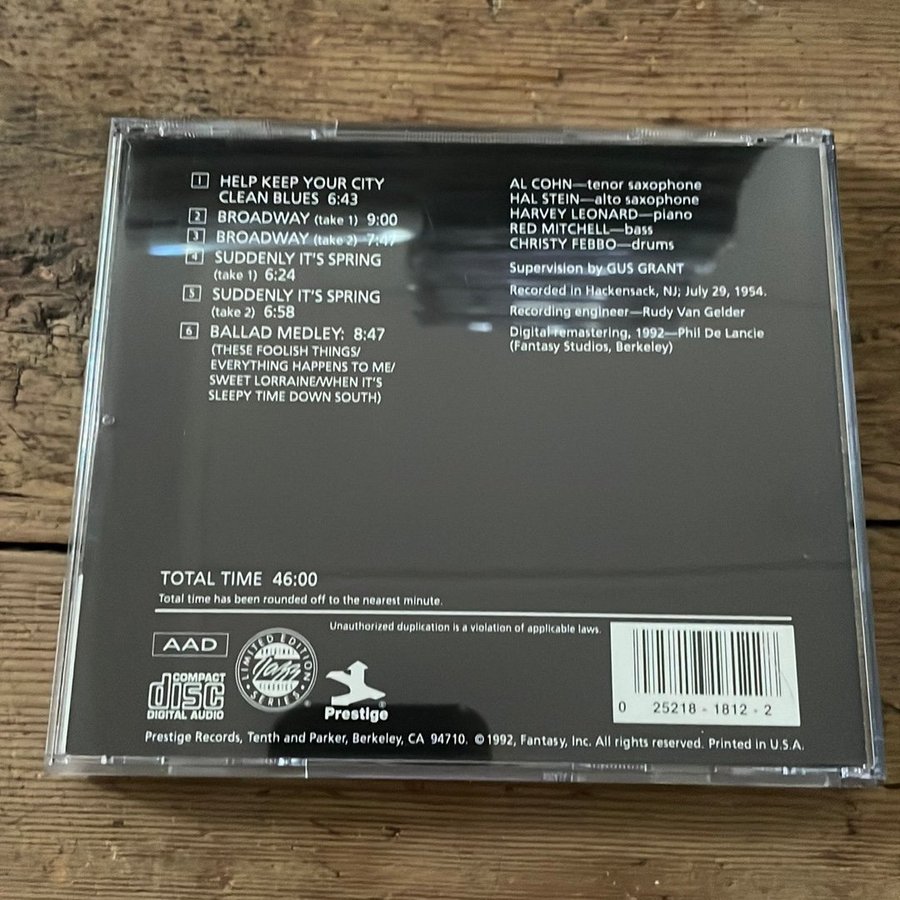 1 HELP KEEP YOUR CITY
CLEAN BLUES 6:43
2 BROADWAY (take 1) 9:00
3 BROADWAY (take 2) 7:47
4 SUDDENLY IT'S SPRING
(take 1) 6:24
5 SUDDENLY IT'S SPRING
(take 2) 6:58
6 BALLAD MEDLEY: 8:47
(THESE FOOLISH THINGS/
EVERYTHING HAPPENS TO ME/
SWEET LORRAINE/WHEN IT'S
SLEEPY TIME DOWN SOUTH)
AL COHN—tenor saxophone
HAL STEIN—alto saxophone
HARVEY LEONARD—piano
RED MITCHELL—bass
CHRISTY FEBBO—drums
Supervision by GUS GRANT
Recorded in Hackensack, NJ; July 29, 1954.
Recording engineer—Rudy Van Gelder
Digital remastering, 1992—Phil De Lancie
(Fantasy Studios, Berkeley)
TOTAL TIME 46:00
Total time has been rounded off to the nearest minute.
Unauthorized duplication is a violation of applicable laws.
AAD
COMPACT
disc
DIGITAL AUDIO
LIMITED EDITION
ORIGINAL
Jazz
CLASSICS
SERIES
®
Prestige®
0 25218 - 1812 - 2
Prestige Records, Tenth and Parker, Berkeley, CA 94710. ©1992, Fantasy, Inc. All rights reserved. Printed in U.S.A.